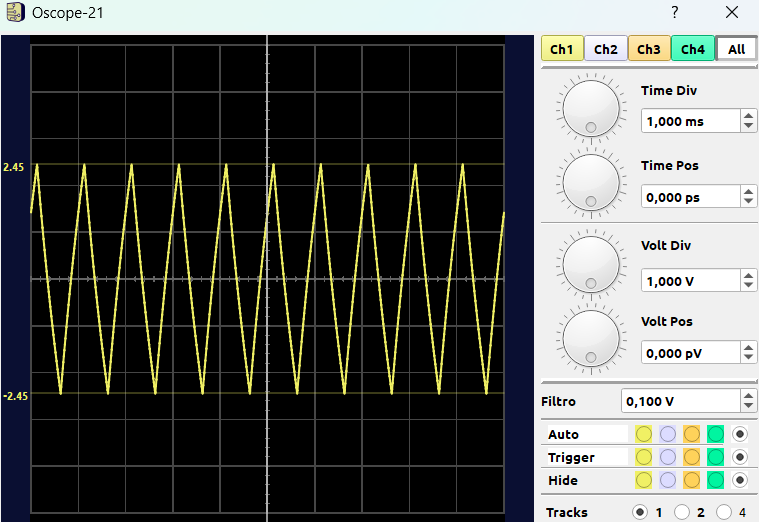 Oscope-21
?
Ch1 Ch2 Ch3 Ch4 All
Time Div
1,000 ms
Time Pos
0,000 ps
Volt Div
1,000 V
Volt Pos
0,000 pV
Filtro 0,100 V
Auto
Trigger
Hide
Tracks 1 2 4
2.45
-2.45